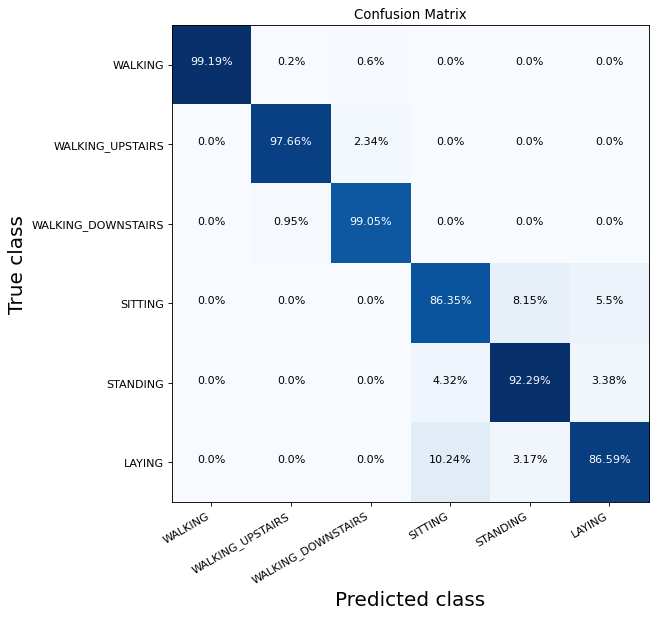 Confusion Matrix
WALKING 99.19% 0.2% 0.6% 0.0% 0.0% 0.0%
WALKING_UPSTAIRS 0.0% 97.66% 2.34% 0.0% 0.0% 0.0%
WALKING_DOWNSTAIRS 0.0% 0.95% 99.05% 0.0% 0.0% 0.0%
SITTING 0.0% 0.0% 0.0% 86.35% 8.15% 5.5%
STANDING 0.0% 0.0% 0.0% 4.32% 92.29% 3.38%
LAYING 0.0% 0.0% 0.0% 10.24% 3.17% 86.59%
True class
WALKING WALKING_UPSTAIRS WALKING_DOWNSTAIRS SITTING STANDING LAYING
Predicted class